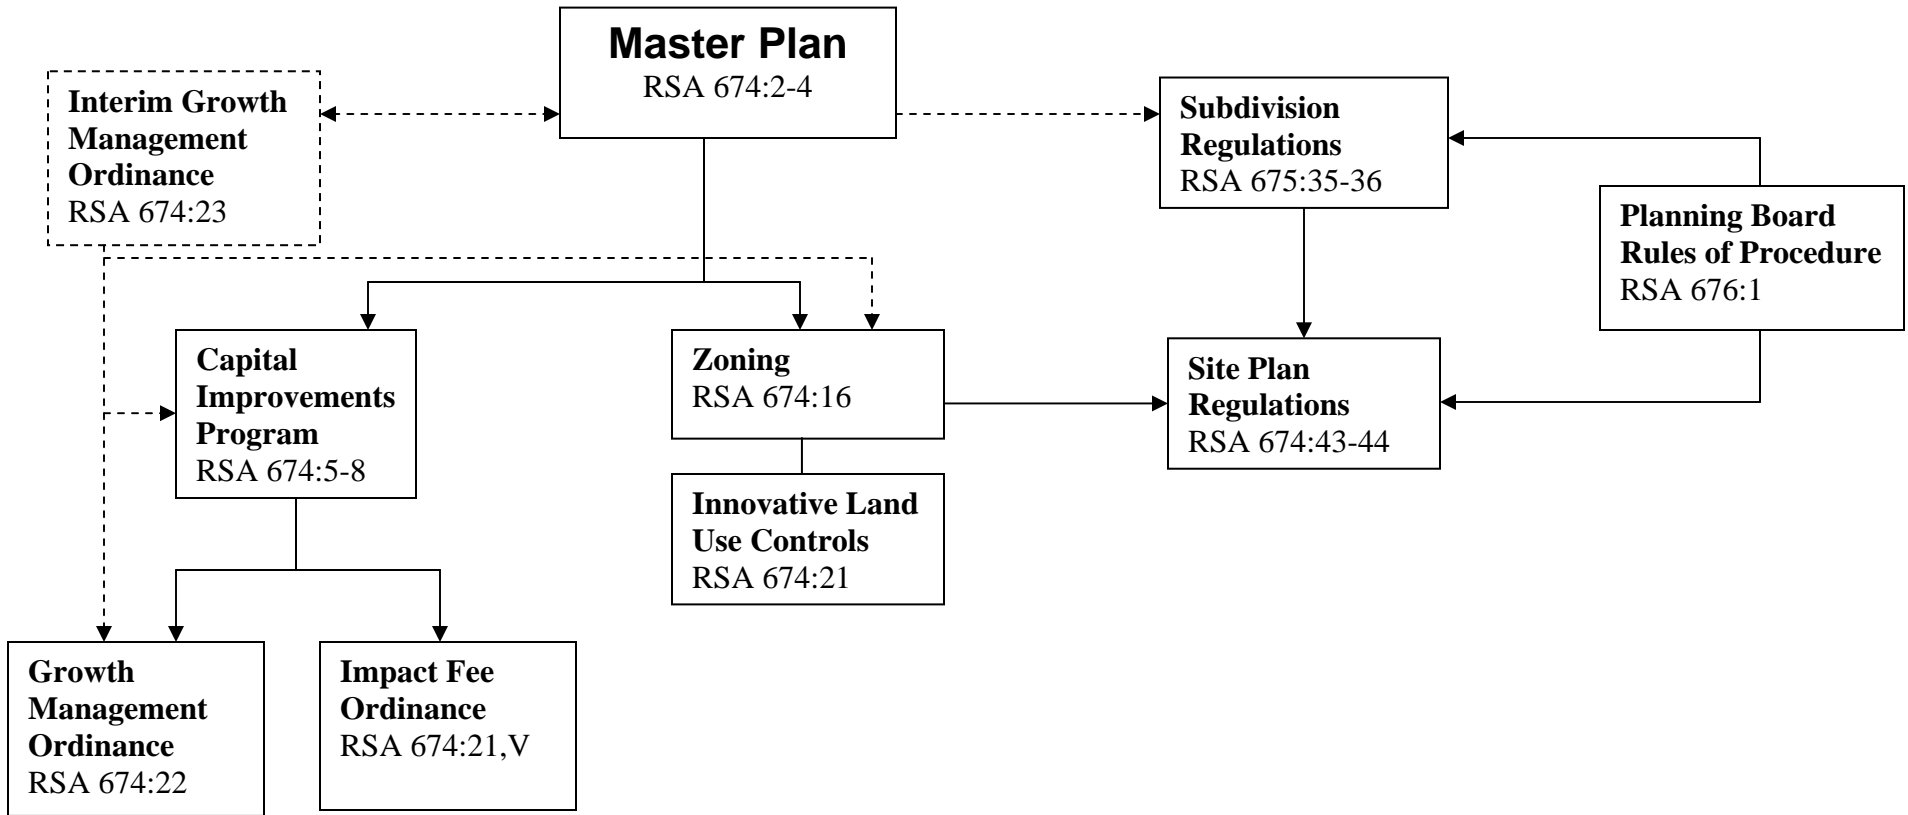 Master Plan
RSA 674:2-4
Interim Growth
Management
Ordinance
RSA 674:23
Subdivision
Regulations
RSA 675:35-36
Planning Board
Rules of Procedure
RSA 676:1
Capital
Improvements
Program
RSA 674:5-8
Zoning
RSA 674:16
Site Plan
Regulations
RSA 674:43-44
Innovative Land
Use Controls
RSA 674:21
Growth
Management
Ordinance
RSA 674:22
Impact Fee
Ordinance
RSA 674:21,V